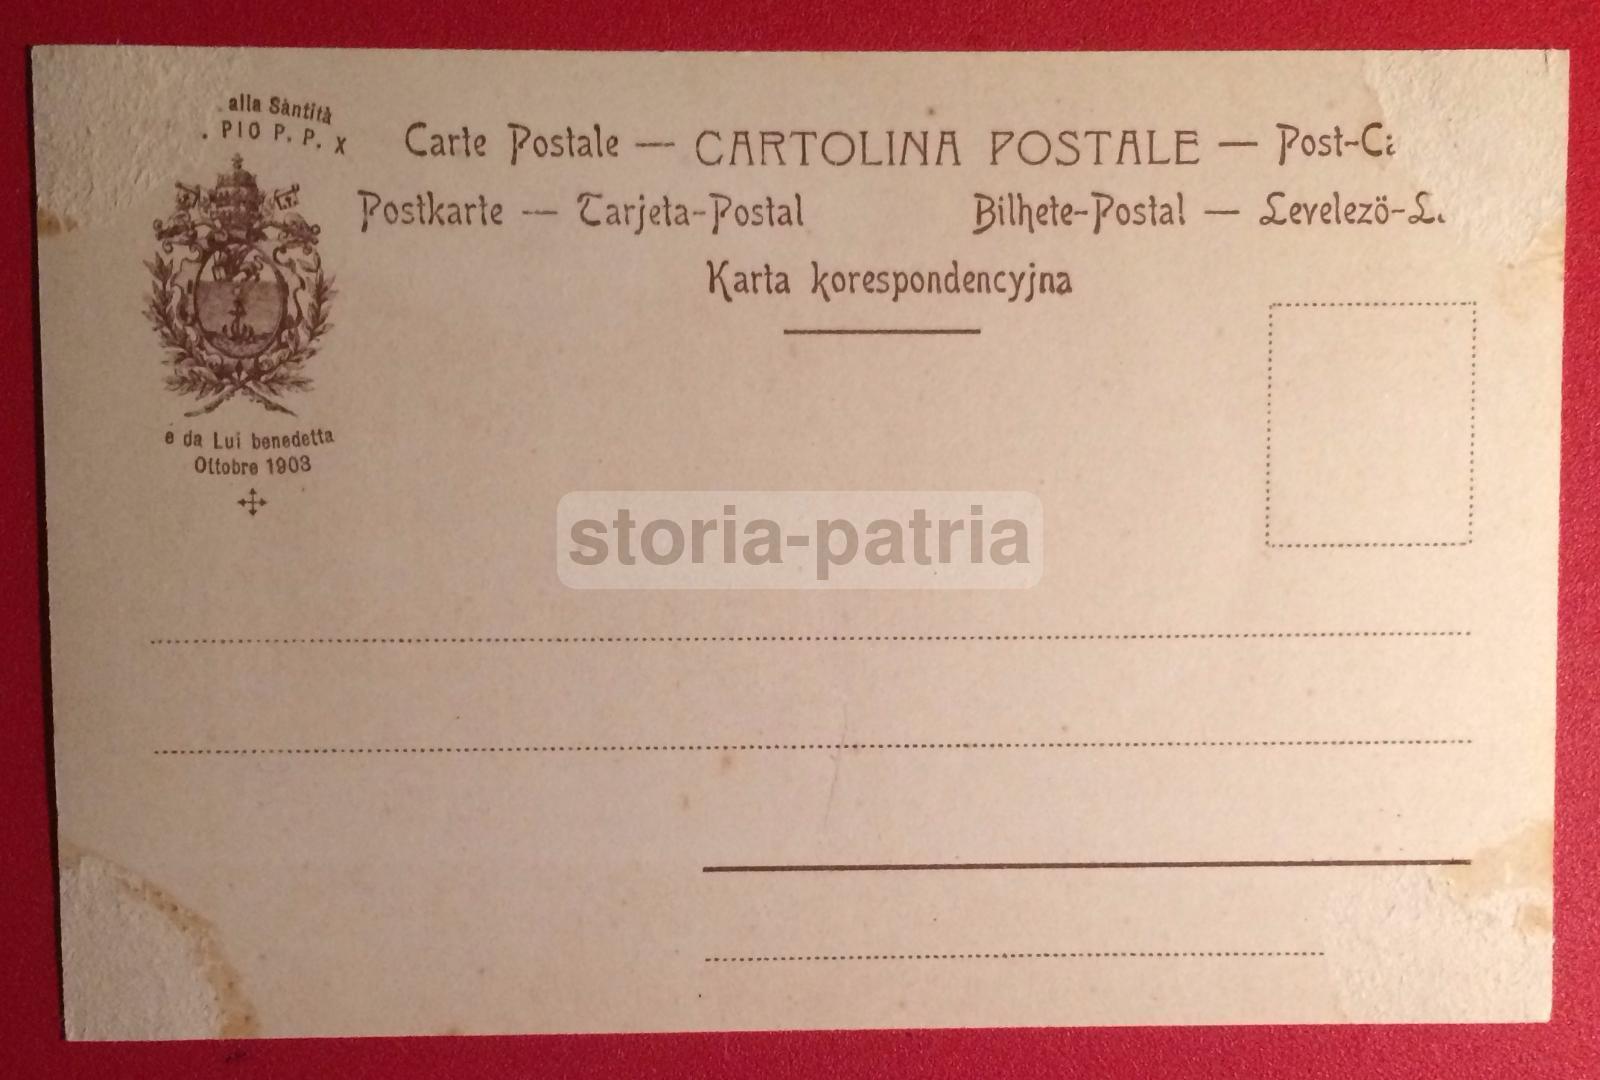 alla Santità
PIO P. P. X
Carte Postale — CARTOLINA POSTALE — Post-Ca
Postkarte — Tarjeta-Postal Bilhete-Postal — Levelezö-L.
Karta korespondencyjna
e da Lui benedetta
Ottobre 1903
storia-patria